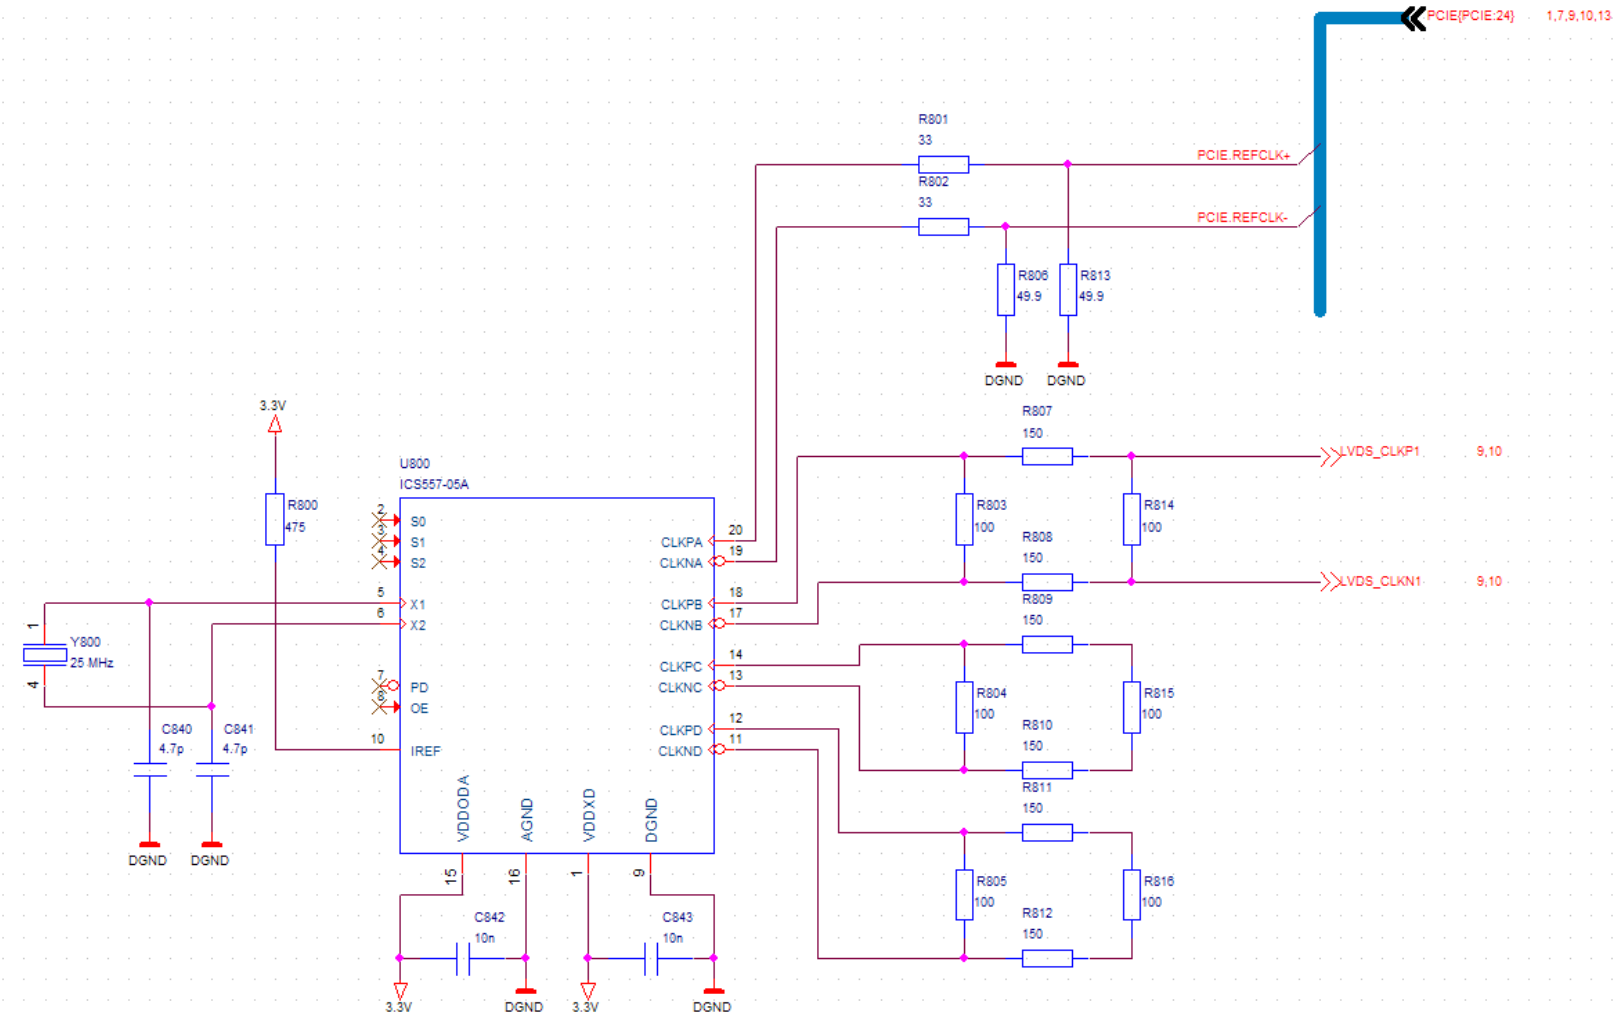 PCIE{PCIE:24} 1,7,9,10,13
R801
33
PCIE.REFCLK+
R802
33
PCIE.REFCLK-
R806
49.9
R813
49.9
DGND DGND
3.3V
R807
150
LVDS_CLKP1 9,10
U800
ICS557-05A
R800
475
R803
100
R814
100
R808
150
LVDS_CLKN1 9,10
R809
150
2 S0
3 S1
4 S2
5 X1
6 X2
7 PD
8 OE
10 IREF
CLKPA 20
CLKNA 19
CLKPB 18
CLKNB 17
CLKPC 14
CLKNC 13
CLKPD 12
CLKND 11
1
Y800
25 MHz
4
C840
4.7p
C841
4.7p
DGND DGND
R804
100
R815
100
R810
150
R811
150
VDDODA
AGND
VDDXD
DGND
15
16
1
9
R805
100
R816
100
R812
150
C842
10n
C843
10n
3.3V DGND 3.3V DGND